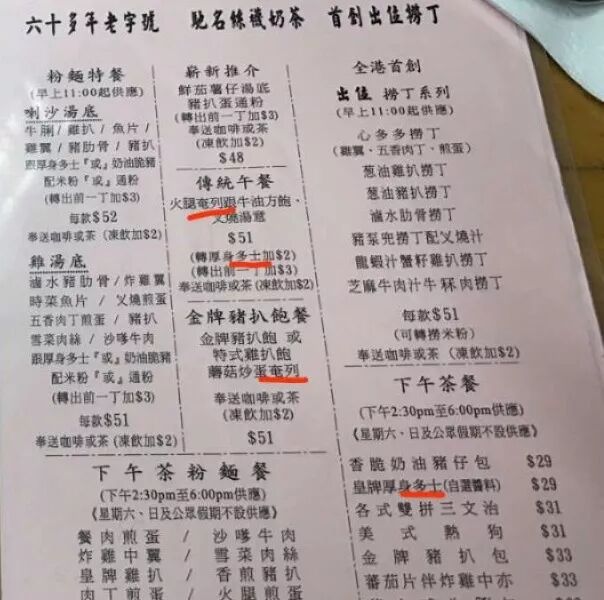 六十多年老字號 馳名絲襪奶茶 首創出位撈丁
粉麵特餐
(早上11:00起供應)
喇沙湯底
牛脷/雞扒/魚片/
雞翼/豬肋骨/豬扒
跟厚身多士『或』奶油脆豬
配米粉『或』通粉
(轉出前一丁加$3)
每款$52
奉送咖啡或茶(凍飲加$2)
雞湯底
滷水豬肋骨/炸雞翼
時菜魚片/叉燒煎蛋
五香肉丁煎蛋/豬扒
雪菜肉絲/沙嗲牛肉
跟厚身多士『或』奶油脆豬
配米粉『或』通粉
(轉出前一丁加$3)
每款$51
奉送咖啡或茶(凍飲加$2)
嶄新推介
鮮茄薯仔湯底
豬扒蛋通粉
(轉出前一丁加$3)
奉送咖啡或茶
(凍飲加$2)
$48
傳統午餐
火腿奄列跟牛油方飽、
叉燒湯意
$51
(轉厚身多士加$2)
(轉出前一丁加$3)
奉送咖啡或茶(凍飲加$2)
金牌豬扒飽餐
金牌豬扒飽 或
特式雞扒飽
蘑菇炒蛋奄列
奉送咖啡或茶
(凍飲加$2)
$51
全港首創
出位 撈丁系列
(早上11:00起供應)
心多多撈丁
(雞翼、五香肉丁、煎蛋)
葱油雞扒撈丁
葱油豬扒撈丁
滷水肋骨撈丁
豬泵兜撈丁配叉燒汁
龍蝦汁蟹籽雞扒撈丁
芝麻牛肉汁牛冧肉撈丁
每款$51
(可轉撈米粉)
奉送咖啡或茶 (凍飲加$2)
下午茶粉麵餐
(下午2:30pm至6:00pm供應)
《星期六、日及公眾假期不設供應》
餐肉煎蛋 / 沙嗲牛肉
炸雞中翼 / 雪菜肉絲
皇牌雞扒 / 香煎豬扒
肉丁煎蛋 / 火腿煎蛋
下午茶餐
(下午2:30pm至6:00pm供應)
《星期六、日及公眾假期不設供應》
香脆奶油豬仔包 $29
皇牌厚身多士(自選醬料) $29
各式雙拼三文治 $31
美式熱狗 $31
金牌豬扒包 $33
蕃茄片伴炸雞中亦 $33